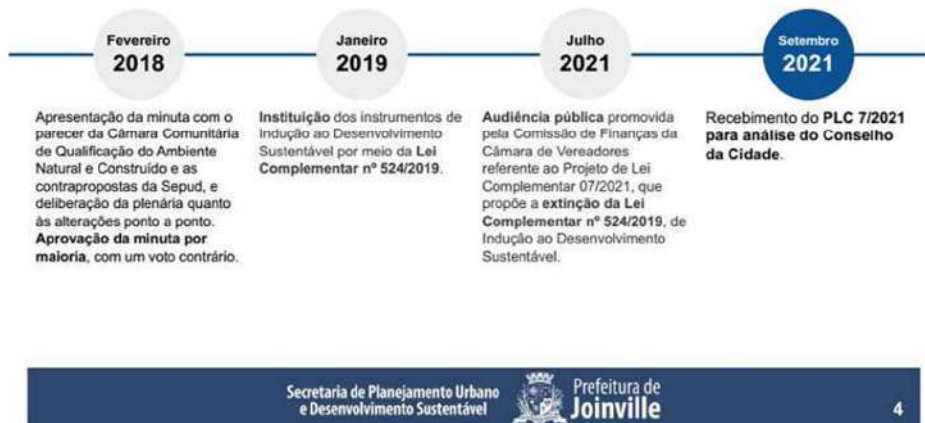 Fevereiro
2018
Apresentação da minuta com o
parecer da Câmara Comunitária
de Qualificação do Ambiente
Natural e Construído e as
contrapropostas da Sepud, e
deliberação da plenária quanto
às alterações ponto a ponto.
Aprovação da minuta por
maioria, com um voto contrário.
Janeiro
2019
Instituição dos instrumentos de
Indução ao Desenvolvimento
Sustentável por meio da Lei
Complementar nº 524/2019.
Julho
2021
Audiência pública promovida
pela Comissão de Finanças da
Câmara de Vereadores
referente ao Projeto de Lei
Complementar 07/2021, que
propõe a extinção da Lei
Complementar nº 524/2019, de
Indução ao Desenvolvimento
Sustentável.
Setembro
2021
Recebimento do PLC 7/2021
para análise do Conselho
da Cidade.
Secretaria de Planejamento Urbano
e Desenvolvimento Sustentável
Prefeitura de
Joinville
4